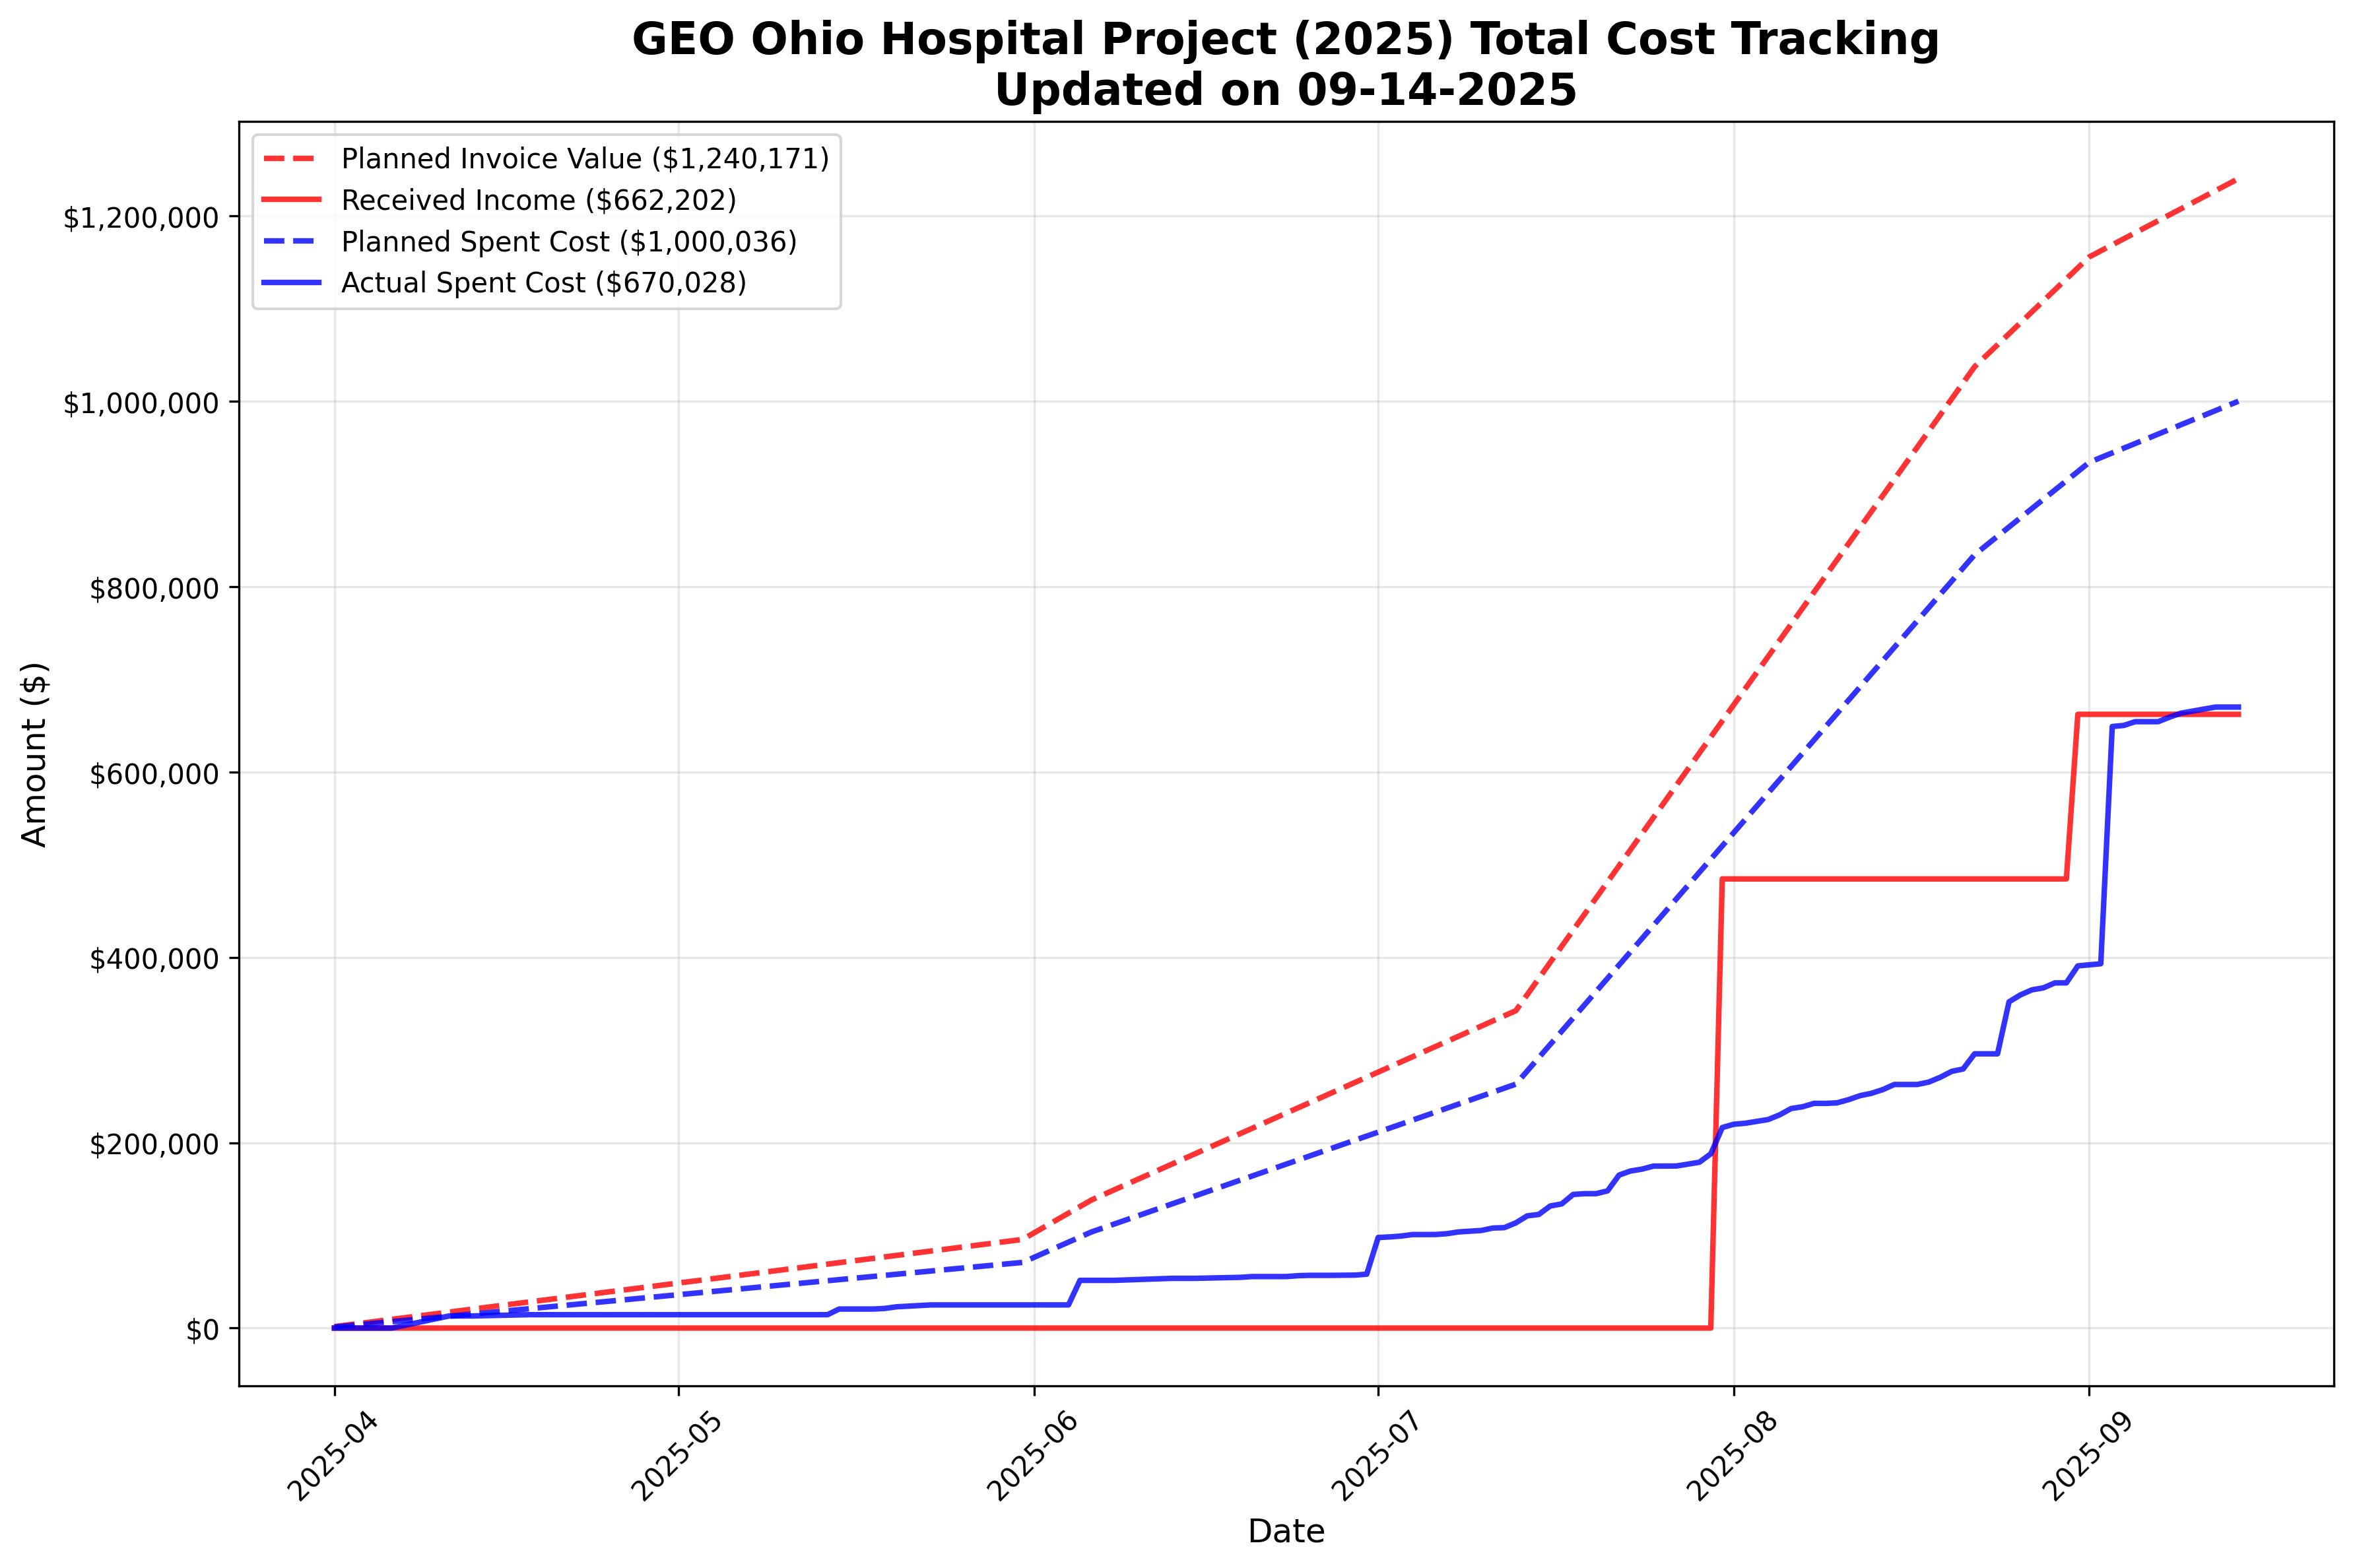 GEO Ohio Hospital Project (2025) Total Cost Tracking
Updated on 09-14-2025
Planned Invoice Value ($1,240,171)
Received Income ($662,202)
Planned Spent Cost ($1,000,036)
Actual Spent Cost ($670,028)
Amount ($)
$1,200,000
$1,000,000
$800,000
$600,000
$400,000
$200,000
$0
2025-04
2025-05
2025-06
2025-07
2025-08
2025-09
Date